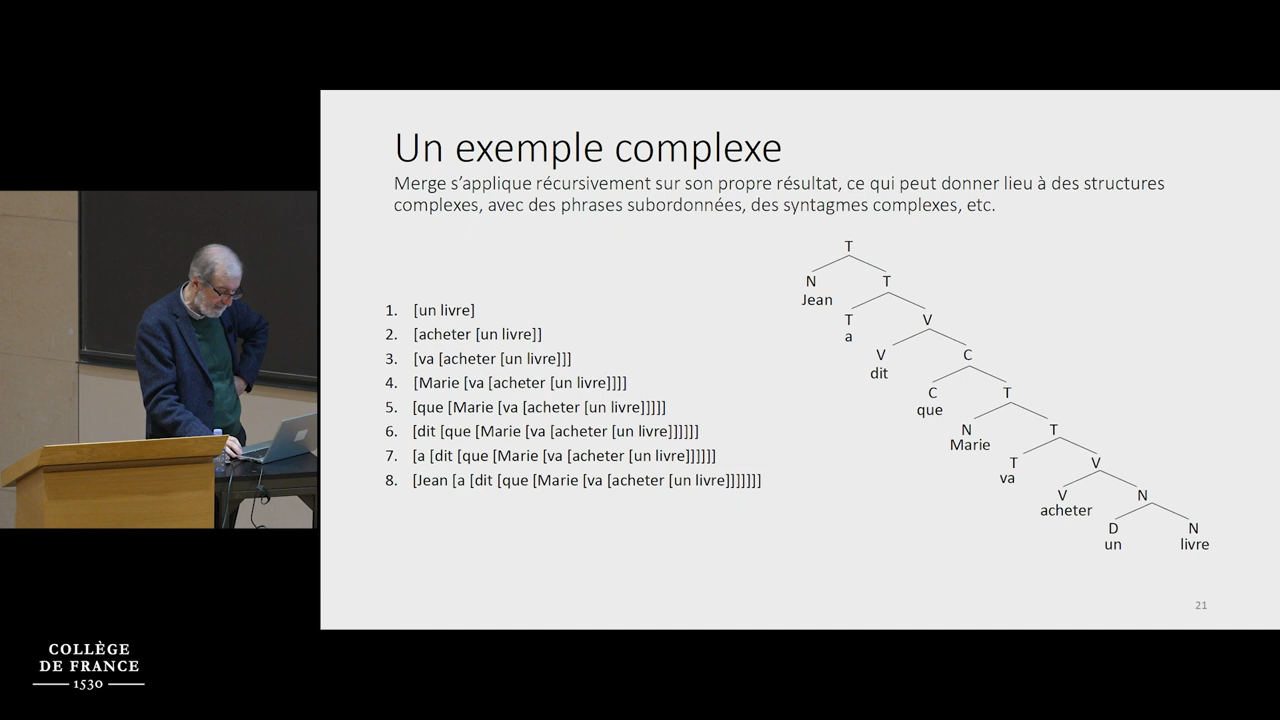 Un exemple complexe
Merge s’applique récursivement sur son propre résultat, ce qui peut donner lieu à des structures
complexes, avec des phrases subordonnées, des syntagmes complexes, etc.
1. [un livre]
2. [acheter [un livre]]
3. [va [acheter [un livre]]]
4. [Marie [va [acheter [un livre]]]]
5. [que [Marie [va [acheter [un livre]]]]]
6. [dit [que [Marie [va [acheter [un livre]]]]]]
7. [a [dit [que [Marie [va [acheter [un livre]]]]]]
8. [Jean [a [dit [que [Marie [va [acheter [un livre]]]]]]]
T
N T
Jean
T V
a
V C
dit
C T
que
N T
Marie
T V
va
V N
acheter
D N
un livre
21
COLLÈGE
DE FRANCE
1530